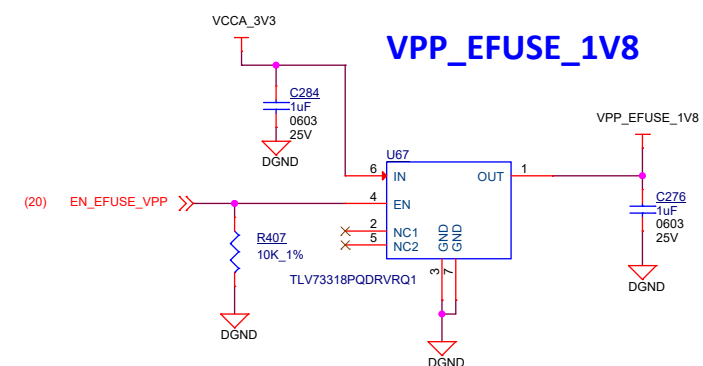 VCCA_3V3
VPP_EFUSE_1V8
C284
1uF
0603
25V
DGND
VPP_EFUSE_1V8
U67
6
IN
OUT
1
(20)
EN_EFUSE_VPP
4
EN
C276
1uF
0603
25V
2
NC1
5
NC2
GND
GND
R407
10K_1%
TLV73318PQDRVRQ1
3
7
DGND
DGND
DGND